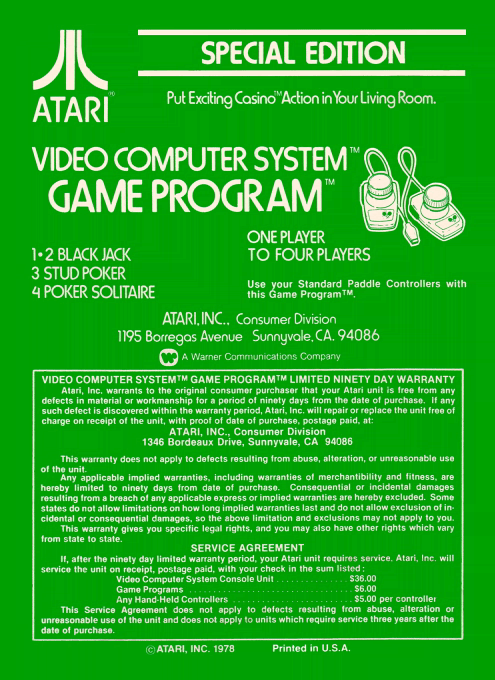 SPECIAL EDITION
ATARI®
Put Exciting Casino™ Action in Your Living Room.
VIDEO COMPUTER SYSTEM™
GAME PROGRAM™
1•2 BLACK JACK
3 STUD POKER
4 POKER SOLITAIRE
ONE PLAYER
TO FOUR PLAYERS
Use your Standard Paddle Controllers with
this Game Program™.
ATARI, INC., Consumer Division
1195 Borregas Avenue Sunnyvale, CA. 94086
A Warner Communications Company
VIDEO COMPUTER SYSTEM™ GAME PROGRAM™ LIMITED NINETY DAY WARRANTY
Atari, Inc. warrants to the original consumer purchaser that your Atari unit is free from any
defects in material or workmanship for a period of ninety days from the date of purchase. If any
such defect is discovered within the warranty period, Atari, Inc. will repair or replace the unit free of
charge on receipt of the unit, with proof of date of purchase, postage paid, at:
ATARI, INC., Consumer Division
1346 Bordeaux Drive, Sunnyvale, CA 94086
This warranty does not apply to defects resulting from abuse, alteration, or unreasonable use
of the unit.
Any applicable implied warranties, including warranties of merchantibility and fitness, are
hereby limited to ninety days from date of purchase. Consequential or incidental damages
resulting from a breach of any applicable express or implied warranties are hereby excluded. Some
states do not allow limitations on how long implied warranties last and do not allow exclusion of in-
cidental or consequential damages, so the above limitation and exclusions may not apply to you.
This warranty gives you specific legal rights, and you may also have other rights which vary
from state to state.
SERVICE AGREEMENT
If, after the ninety day limited warranty period, your Atari unit requires service, Atari, Inc. will
service the unit on receipt, postage paid, with your check in the sum listed :
Video Computer System Console Unit . . . . . . . . . . . . . . $36.00
Game Programs . . . . . . . . . . . . . . . . . . . . . . . . . . . . . . . . $6.00
Any Hand-Held Controllers . . . . . . . . . . . . . . . . . . . . . . . $5.00 per controller
This Service Agreement does not apply to defects resulting from abuse, alteration or
unreasonable use of the unit and does not apply to units which require service three years after the
date of purchase.
© ATARI, INC. 1978 Printed in U.S.A.